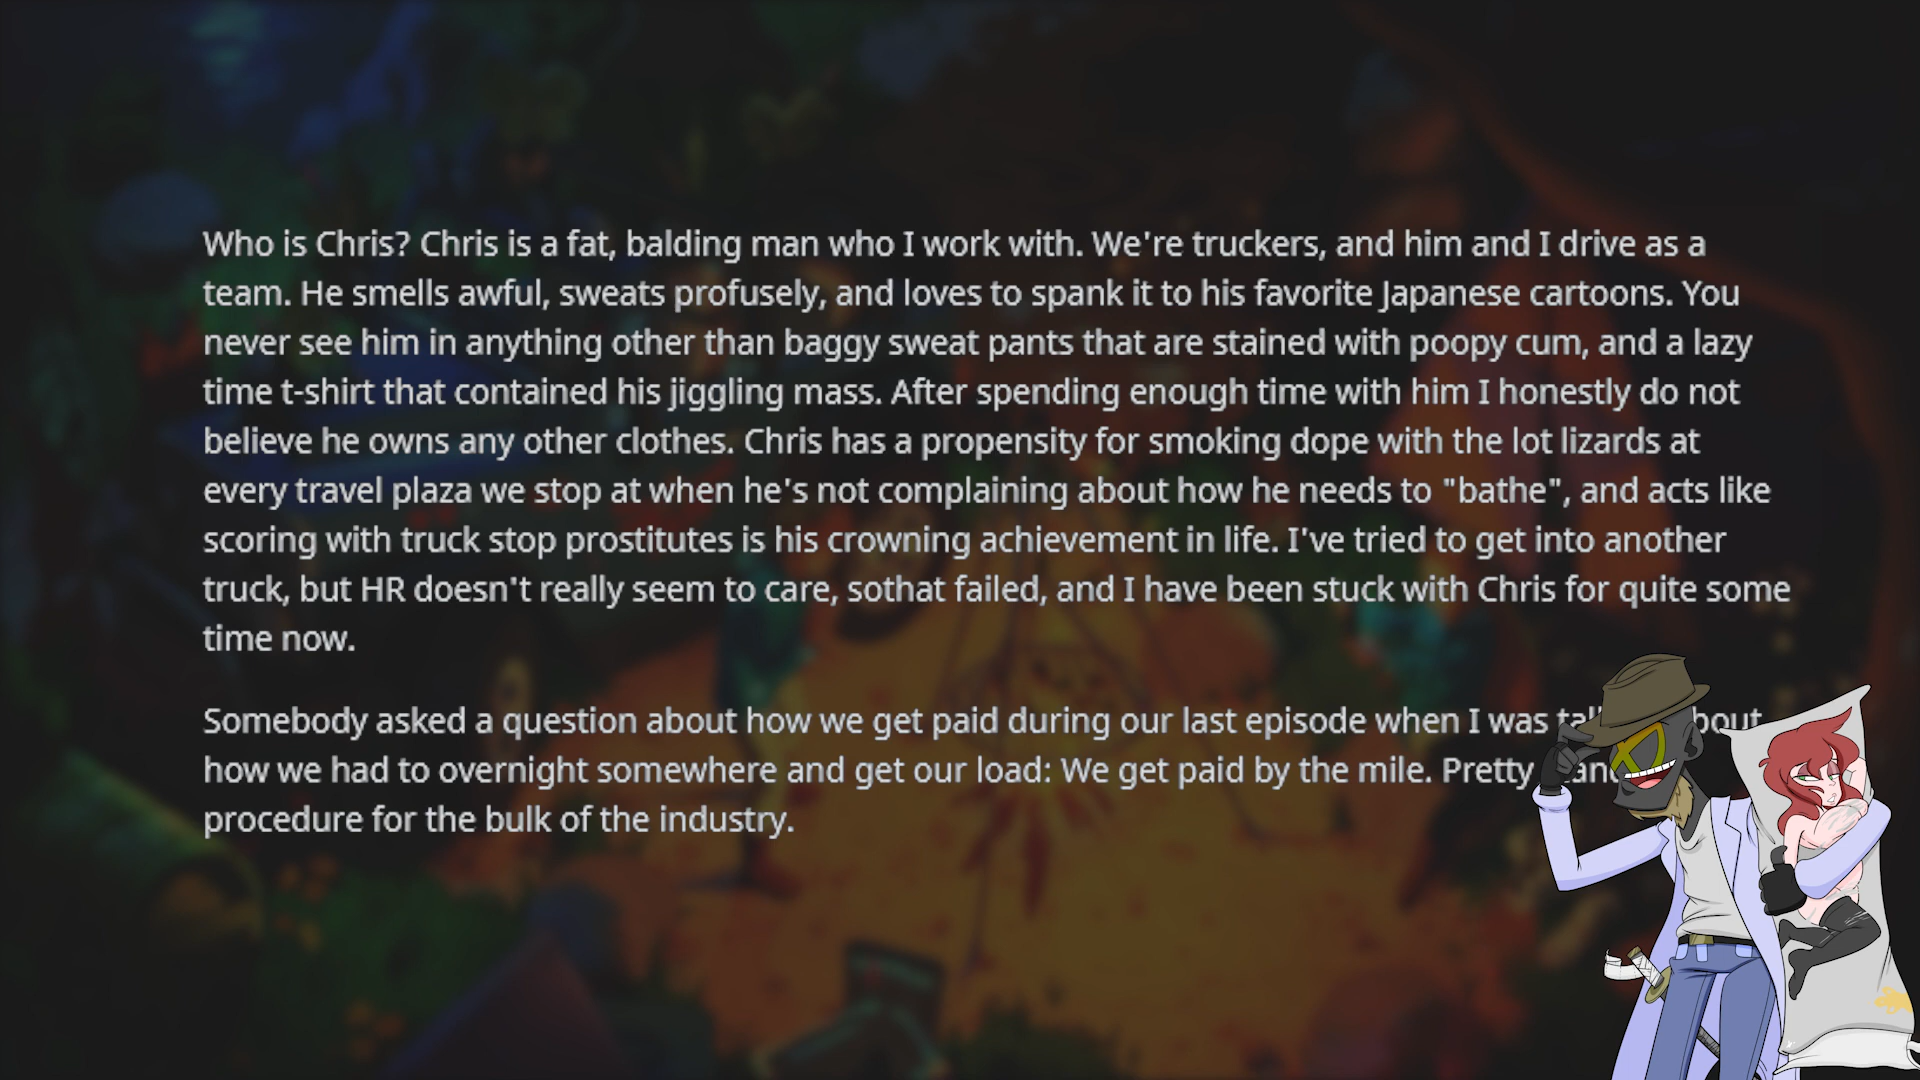 Who is Chris? Chris is a fat, balding man who I work with. We're truckers, and him and I drive as a
team. He smells awful, sweats profusely, and loves to spank it to his favorite Japanese cartoons. You
never see him in anything other than baggy sweat pants that are stained with poopy cum, and a lazy
time t-shirt that contained his jiggling mass. After spending enough time with him I honestly do not
believe he owns any other clothes. Chris has a propensity for smoking dope with the lot lizards at
every travel plaza we stop at when he's not complaining about how he needs to "bathe", and acts like
scoring with truck stop prostitutes is his crowning achievement in life. I've tried to get into another
truck, but HR doesn't really seem to care, sothat failed, and I have been stuck with Chris for quite some
time now.
Somebody asked a question about how we get paid during our last episode when I was
how we had to overnight somewhere and get our load: We get paid by the mile. Pretty
procedure for the bulk of the industry.